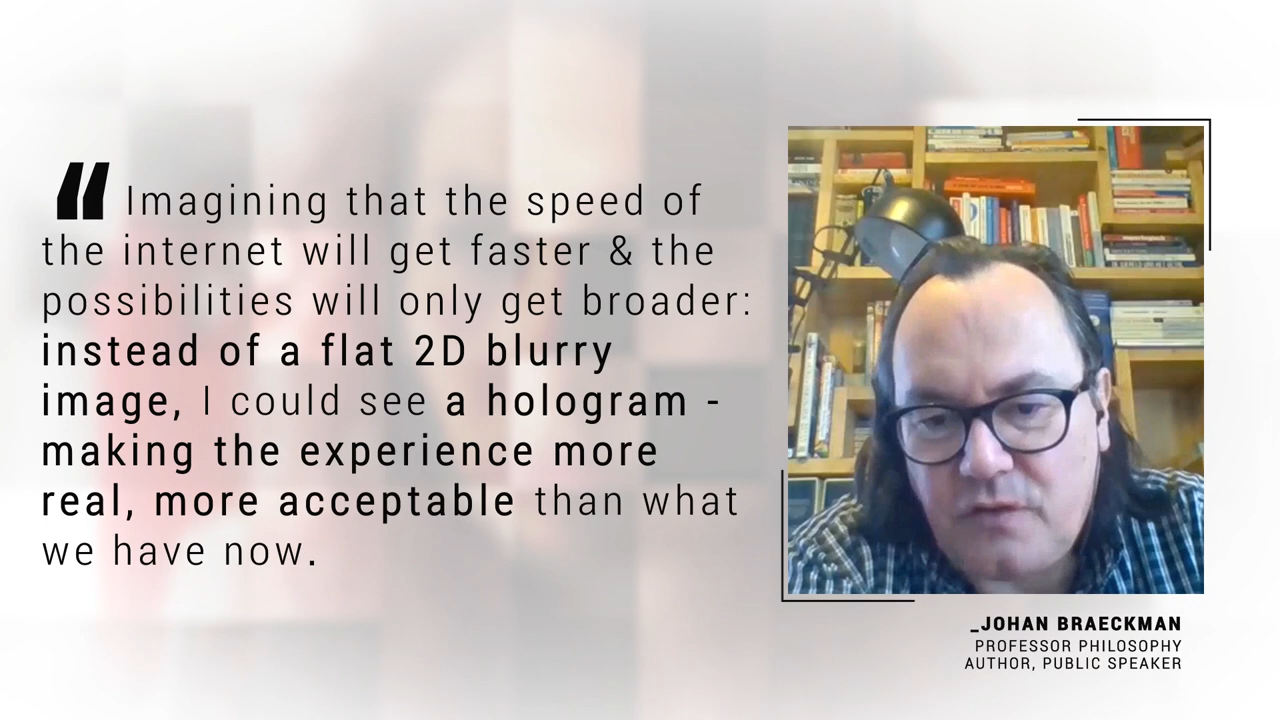 “ Imagining that the speed of
the internet will get faster & the
possibilities will only get broader:
instead of a flat 2D blurry
image, I could see a hologram -
making the experience more
real, more acceptable than what
we have now.
_JOHAN BRAECKMAN
PROFESSOR PHILOSOPHY
AUTHOR, PUBLIC SPEAKER